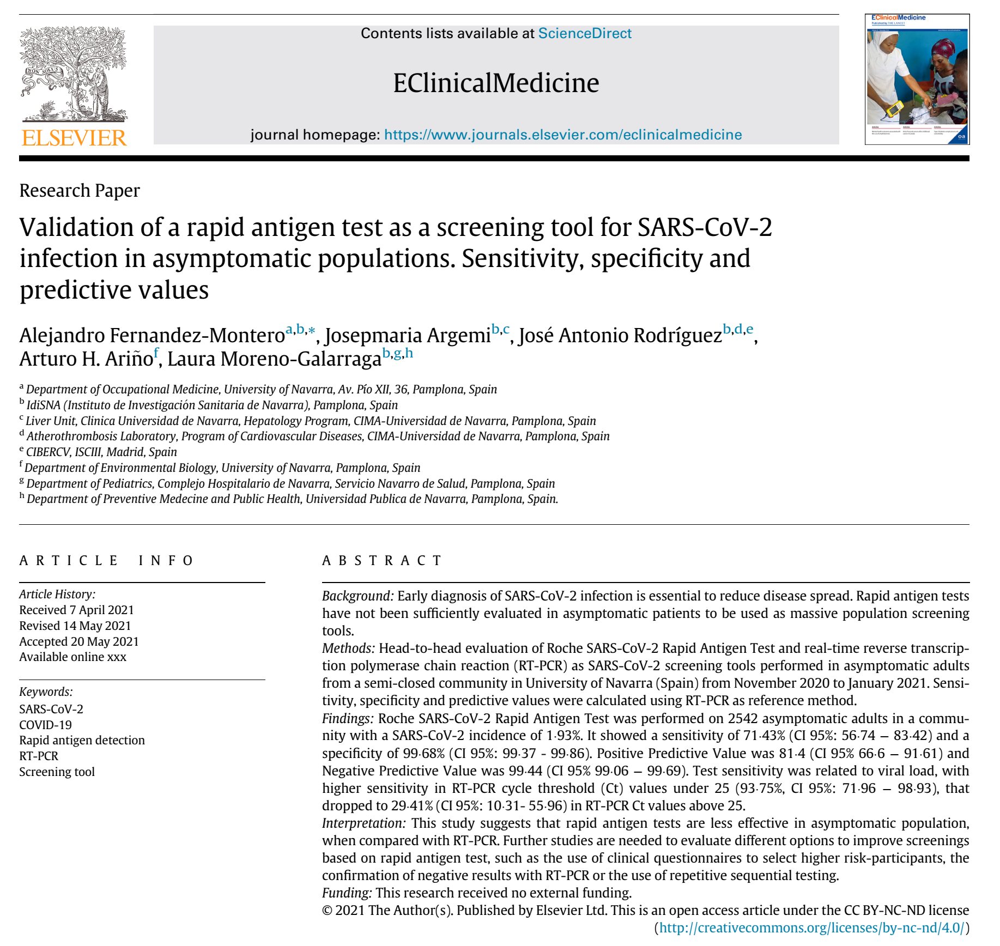 Contents lists available at ScienceDirect
EClinicalMedicine
journal homepage: https://www.journals.elsevier.com/eclinicalmedicine
NON SOLUS
ELSEVIER
EClinicalMedicine
Published by THE LANCET
oa
Research Paper
Validation of a rapid antigen test as a screening tool for SARS-CoV-2
infection in asymptomatic populations. Sensitivity, specificity and
predictive values
Alejandro Fernandez-Montero a,b,*, Josepmaria Argemi b,c, José Antonio Rodríguez b,d,e,
Arturo H. Ariño f, Laura Moreno-Galarraga b,g,h
a Department of Occupational Medicine, University of Navarra, Av. Pío XII, 36, Pamplona, Spain
b IdiSNA (Instituto de Investigación Sanitaria de Navarra), Pamplona, Spain
c Liver Unit, Clinica Universidad de Navarra, Hepatology Program, CIMA-Universidad de Navarra, Pamplona, Spain
d Atherothrombosis Laboratory, Program of Cardiovascular Diseases, CIMA-Universidad de Navarra, Pamplona, Spain
e CIBERCV, ISCIII, Madrid, Spain
f Department of Environmental Biology, University of Navarra, Pamplona, Spain
g Department of Pediatrics, Complejo Hospitalario de Navarra, Servicio Navarro de Salud, Pamplona, Spain
h Department of Preventive Medecine and Public Health, Universidad Publica de Navarra, Pamplona, Spain.
ARTICLE INFO
Article History:
Received 7 April 2021
Revised 14 May 2021
Accepted 20 May 2021
Available online xxx
Keywords:
SARS-CoV-2
COVID-19
Rapid antigen detection
RT-PCR
Screening tool
ABSTRACT
Background: Early diagnosis of SARS-CoV-2 infection is essential to reduce disease spread. Rapid antigen tests
have not been sufficiently evaluated in asymptomatic patients to be used as massive population screening
tools.
Methods: Head-to-head evaluation of Roche SARS-CoV-2 Rapid Antigen Test and real-time reverse transcrip-
tion polymerase chain reaction (RT-PCR) as SARS-CoV-2 screening tools performed in asymptomatic adults
from a semi-closed community in University of Navarra (Spain) from November 2020 to January 2021. Sensi-
tivity, specificity and predictive values were calculated using RT-PCR as reference method.
Findings: Roche SARS-CoV-2 Rapid Antigen Test was performed on 2542 asymptomatic adults in a commu-
nity with a SARS-CoV-2 incidence of 1·93%. It showed a sensitivity of 71·43% (CI 95%: 56·74 – 83·42) and a
specificity of 99·68% (CI 95%: 99·37 - 99·86). Positive Predictive Value was 81·4 (CI 95% 66·6 – 91·61) and
Negative Predictive Value was 99·44 (CI 95% 99·06 – 99·69). Test sensitivity was related to viral load, with
higher sensitivity in RT-PCR cycle threshold (Ct) values under 25 (93·75%, CI 95%: 71·96 – 98·93), that
dropped to 29·41% (CI 95%: 10·31- 55·96) in RT-PCR Ct values above 25.
Interpretation: This study suggests that rapid antigen tests are less effective in asymptomatic population,
when compared with RT-PCR. Further studies are needed to evaluate different options to improve screenings
based on rapid antigen test, such as the use of clinical questionnaires to select higher risk-participants, the
confirmation of negative results with RT-PCR or the use of repetitive sequential testing.
Funding: This research received no external funding.
© 2021 The Author(s). Published by Elsevier Ltd. This is an open access article under the CC BY-NC-ND license
(http://creativecommons.org/licenses/by-nc-nd/4.0/)